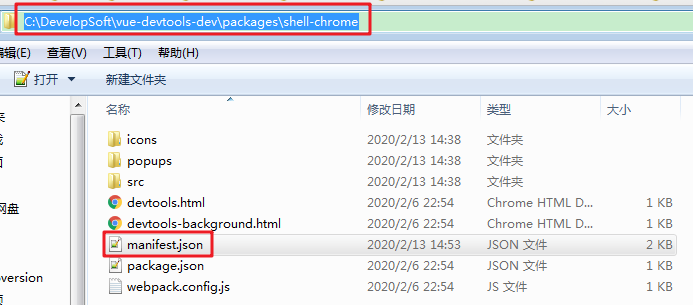 C:\DevelopSoft\vue-devtools-dev\packages\shell-chrome
编辑(E) 查看(V) 工具(T) 帮助(H)
打开 新建文件夹
名称 修改日期 类型 大小
icons 2020/2/13 14:38 文件夹
popups 2020/2/13 14:38 文件夹
src 2020/2/13 14:38 文件夹
devtools.html 2020/2/6 22:54 Chrome HTML D... 1 KB
devtools-background.html 2020/2/6 22:54 Chrome HTML D... 1 KB
网盘
manifest.json 2020/2/13 14:53 JSON 文件 2 KB
package.json 2020/2/6 22:54 JSON 文件 1 KB
oversion
webpack.config.js 2020/2/6 22:54 JS 文件 1 KB